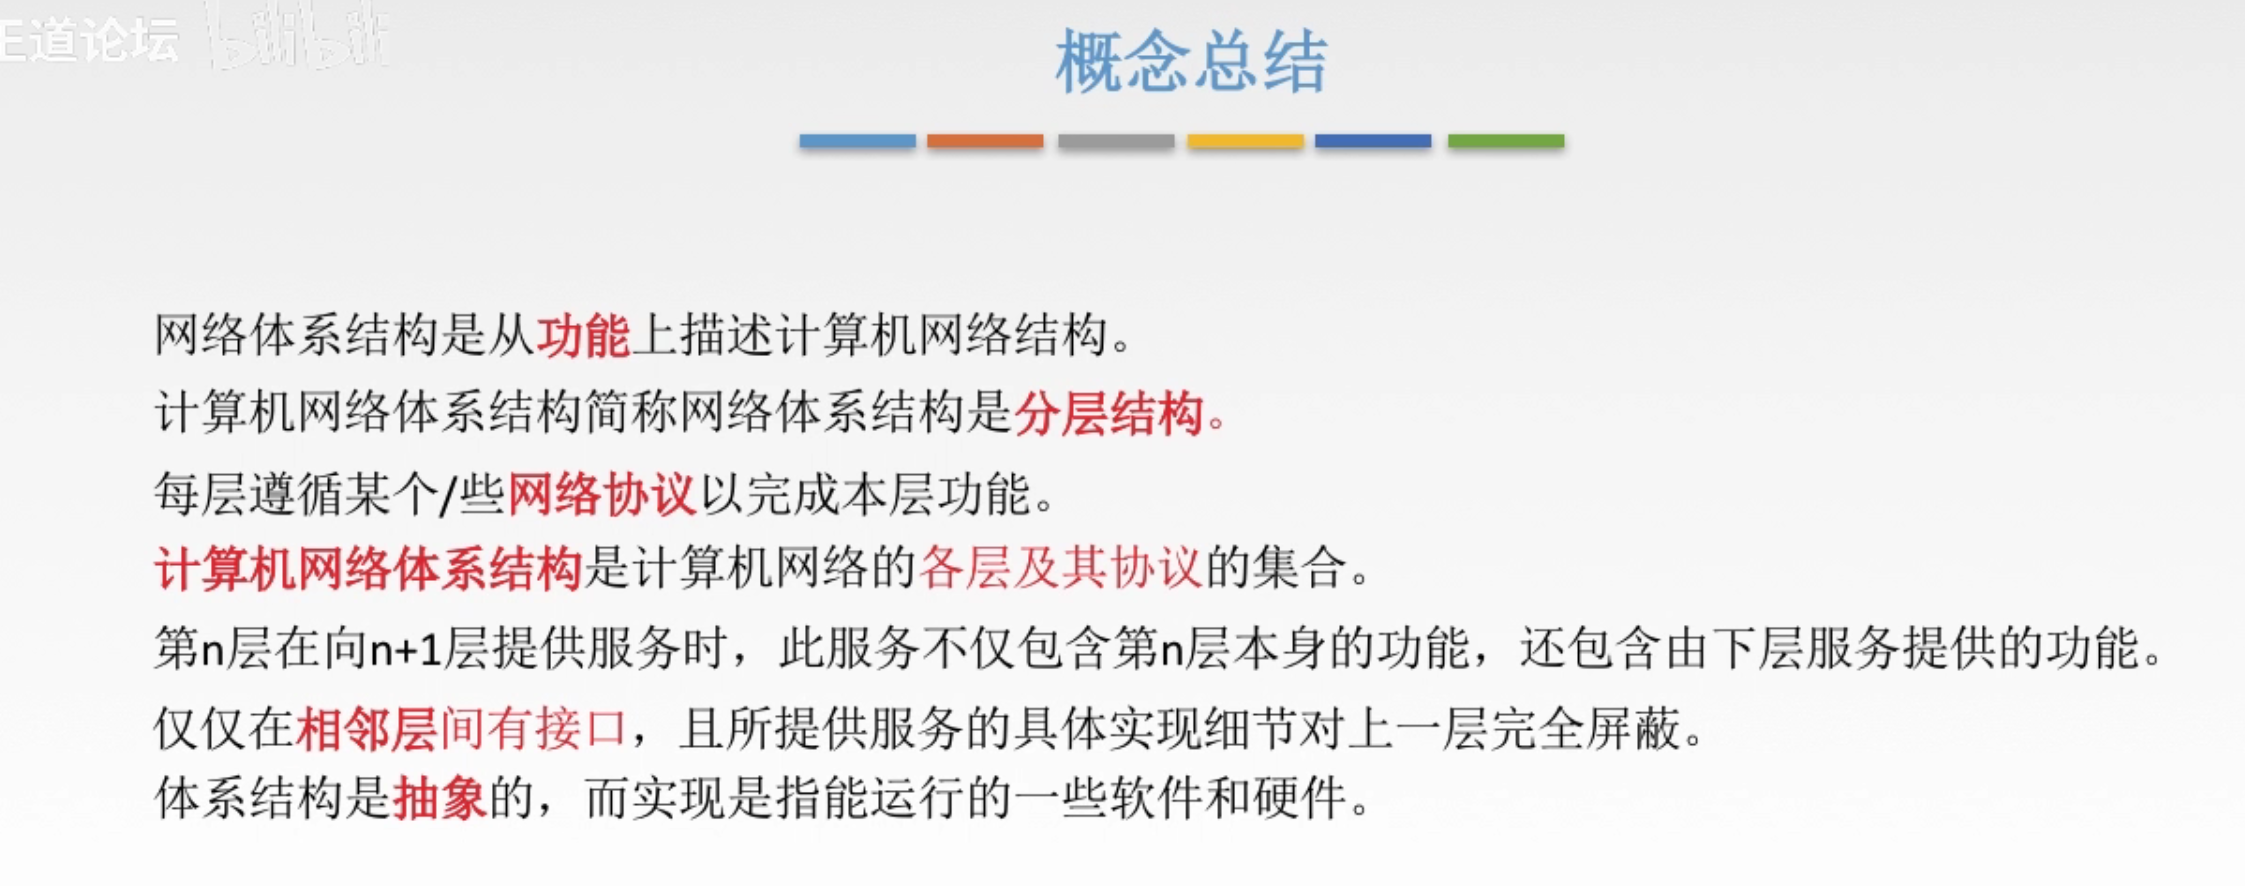 王道论坛 bilibili
概念总结
网络体系结构是从功能上描述计算机网络结构。
计算机网络体系结构简称网络体系结构是分层结构。
每层遵循某个/些网络协议以完成本层功能。
计算机网络体系结构是计算机网络的各层及其协议的集合。
第n层在向n+1层提供服务时，此服务不仅包含第n层本身的功能，还包含由下层服务提供的功能。
仅仅在相邻层间有接口，且所提供服务的具体实现细节对上一层完全屏蔽。
体系结构是抽象的，而实现是指能运行的一些软件和硬件。